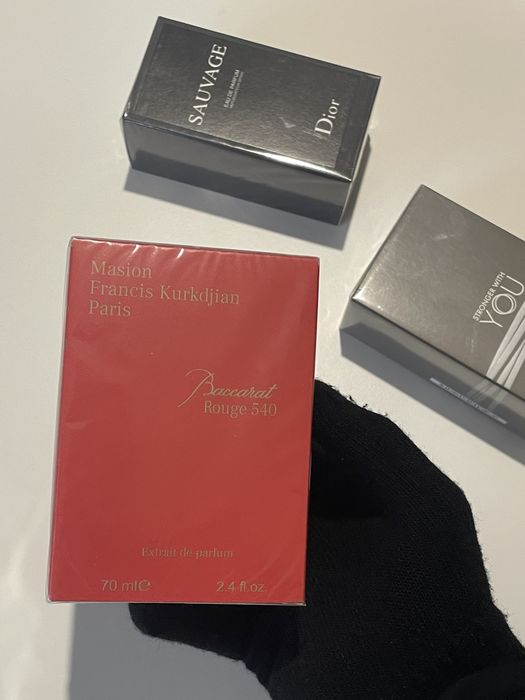 SAUVAGE
EAU DE PARFUM
Dior
STRONGER WITH
YOU
Masion
Francis Kurkdjian
Paris
Baccarat
Rouge 540
Extrait de parfum
70 mle 2.4 fl.oz.